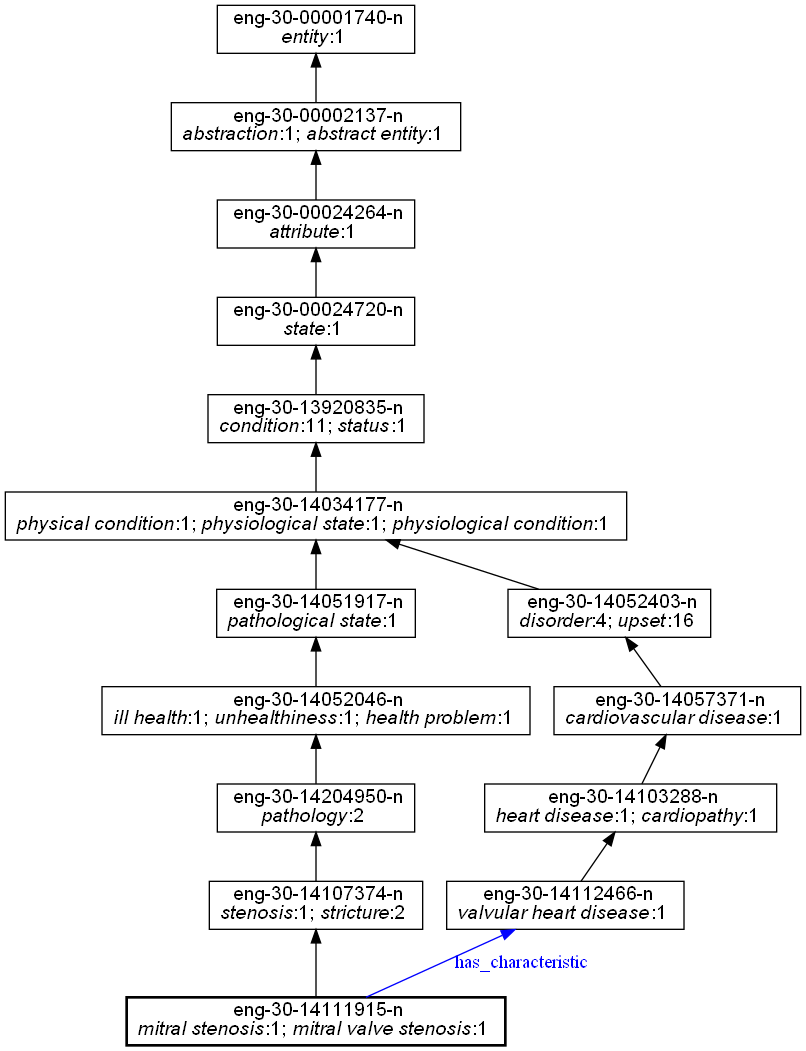 eng-30-00001740-n
entity:1
eng-30-00002137-n
abstraction:1; abstract entity:1
eng-30-00024264-n
attribute:1
eng-30-00024720-n
state:1
eng-30-13920835-n
condition:11; status:1
eng-30-14034177-n
physical condition:1; physiological state:1; physiological condition:1
eng-30-14051917-n
pathological state:1
eng-30-14052403-n
disorder:4; upset:16
eng-30-14052046-n
ill health:1; unhealthiness:1; health problem:1
eng-30-14057371-n
cardiovascular disease:1
eng-30-14204950-n
pathology:2
eng-30-14103288-n
heart disease:1; cardiopathy:1
eng-30-14107374-n
stenosis:1; stricture:2
eng-30-14112466-n
valvular heart disease:1
has_characteristic
eng-30-14111915-n
mitral stenosis:1; mitral valve stenosis:1